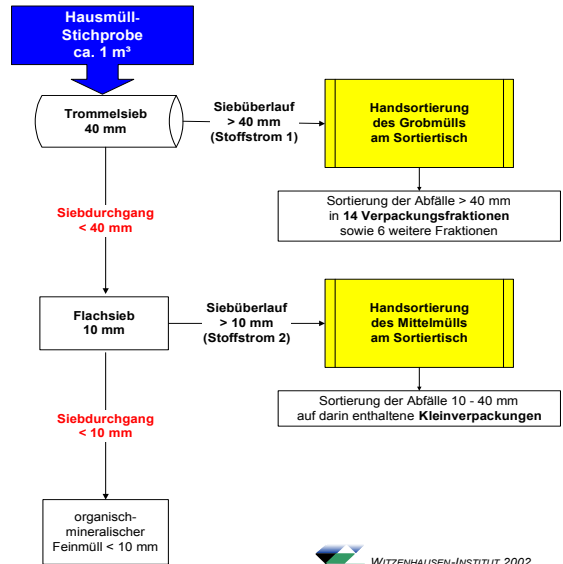 Hausmüll-
Stichprobe
ca. 1 m³
Trommelsieb
40 mm
Siebüberlauf
> 40 mm
(Stoffstrom 1)
Handsortierung
des Grobmülls
am Sortiertisch
Sortierung der Abfälle > 40 mm
in 14 Verpackungsfraktionen
sowie 6 weitere Fraktionen
Siebdurchgang
< 40 mm
Flachsieb
10 mm
Siebüberlauf
> 10 mm
(Stoffstrom 2)
Handsortierung
des Mittelmülls
am Sortiertisch
Sortierung der Abfälle 10 - 40 mm
auf darin enthaltene Kleinverpackungen
Siebdurchgang
< 10 mm
organisch-
mineralischer
Feinmüll < 10 mm
WITZENHAUSEN-INSTITUT 2002